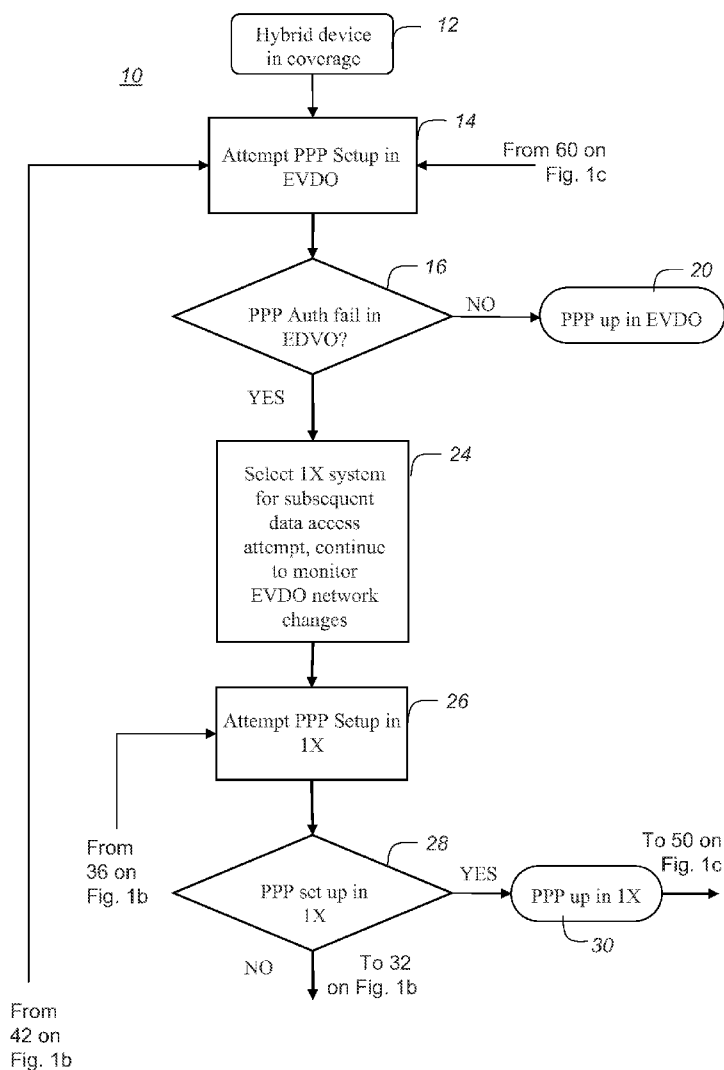 Hybrid device
in coverage
12
10
14
Attempt PPP Setup in
EVDO
From 60 on
Fig. 1c
16
PPP Auth fail in
EDVO?
NO
20
PPP up in EVDO
YES
24
Select 1X system
for subsequent
data access
attempt, continue
to monitor
EVDO network
changes
26
Attempt PPP Setup in
1X
From
36 on
Fig. 1b
28
PPP set up in
1X
YES
PPP up in 1X
30
To 50 on
Fig. 1c
NO
To 32
on Fig. 1b
From
42 on
Fig. 1b